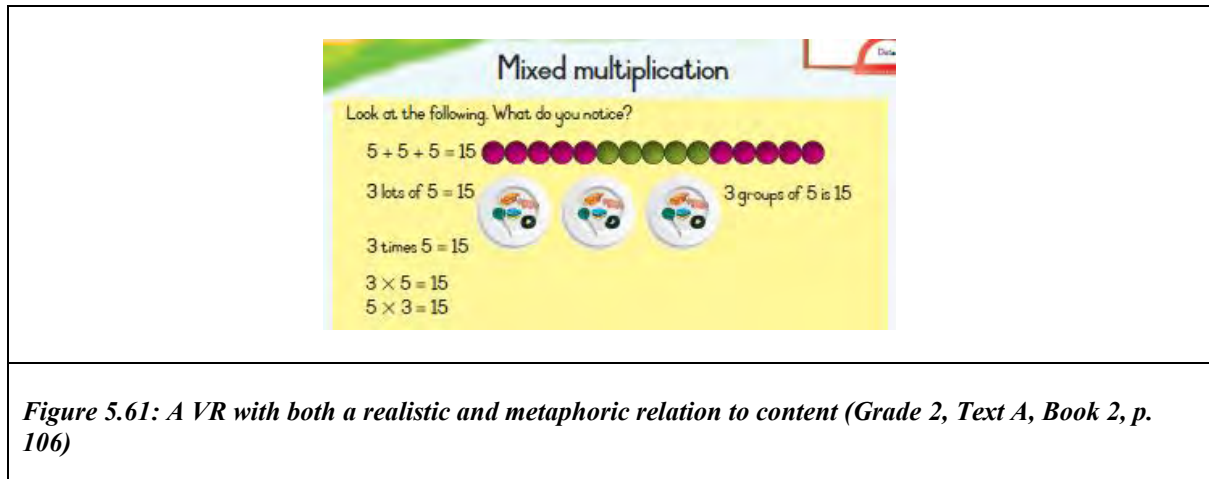 Mixed multiplication
Date
Look at the following. What do you notice?
5 + 5 + 5 = 15
3 lots of 5 = 15
3 groups of 5 is 15
3 times 5 = 15
3 × 5 = 15
5 × 3 = 15
Figure 5.61: A VR with both a realistic and metaphoric relation to content (Grade 2, Text A, Book 2, p.
106)